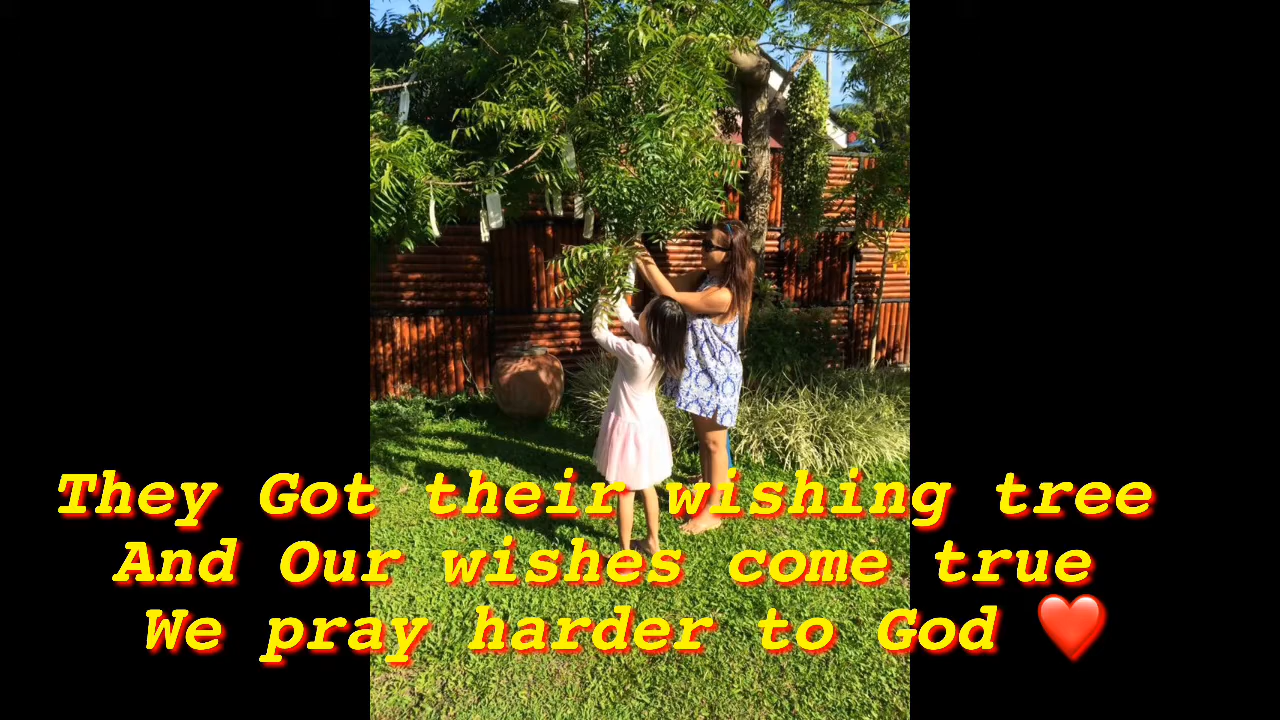 They Got their wishing tree
And Our wishes come true
We pray harder to God ❤️